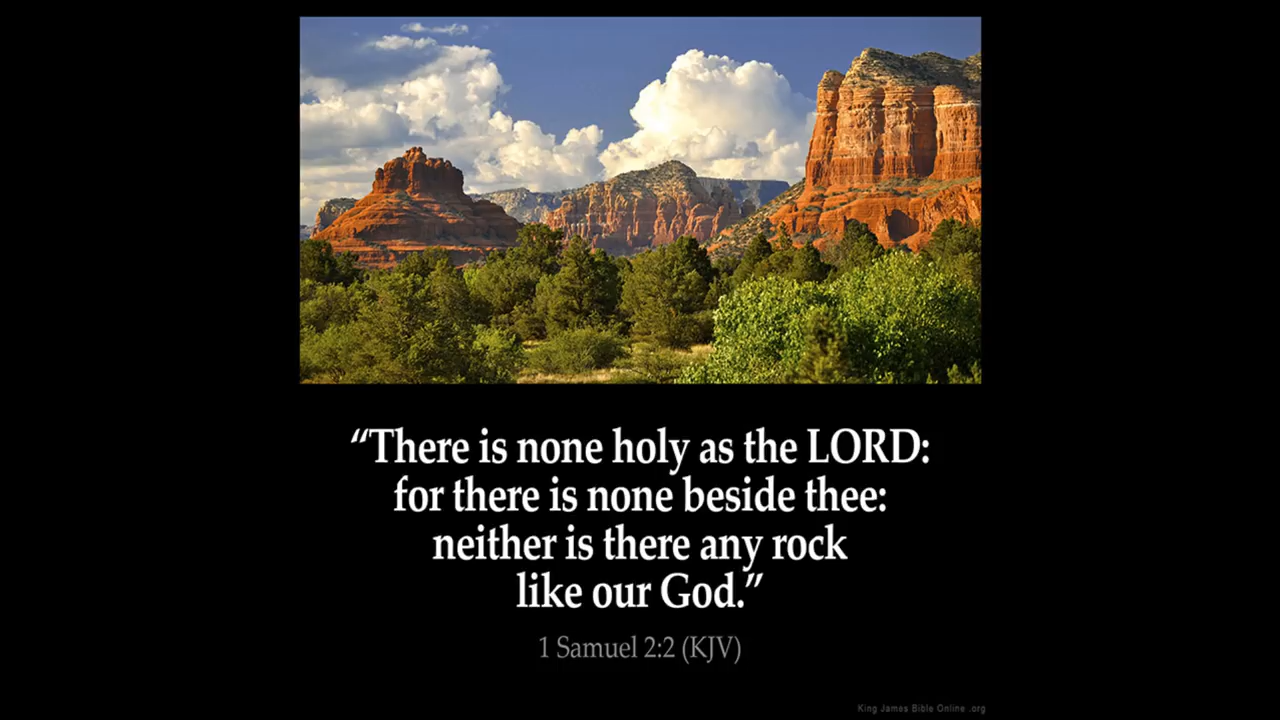 “There is none holy as the LORD:
for there is none beside thee:
neither is there any rock
like our God.”
1 Samuel 2:2 (KJV)
King James Bible Online .org